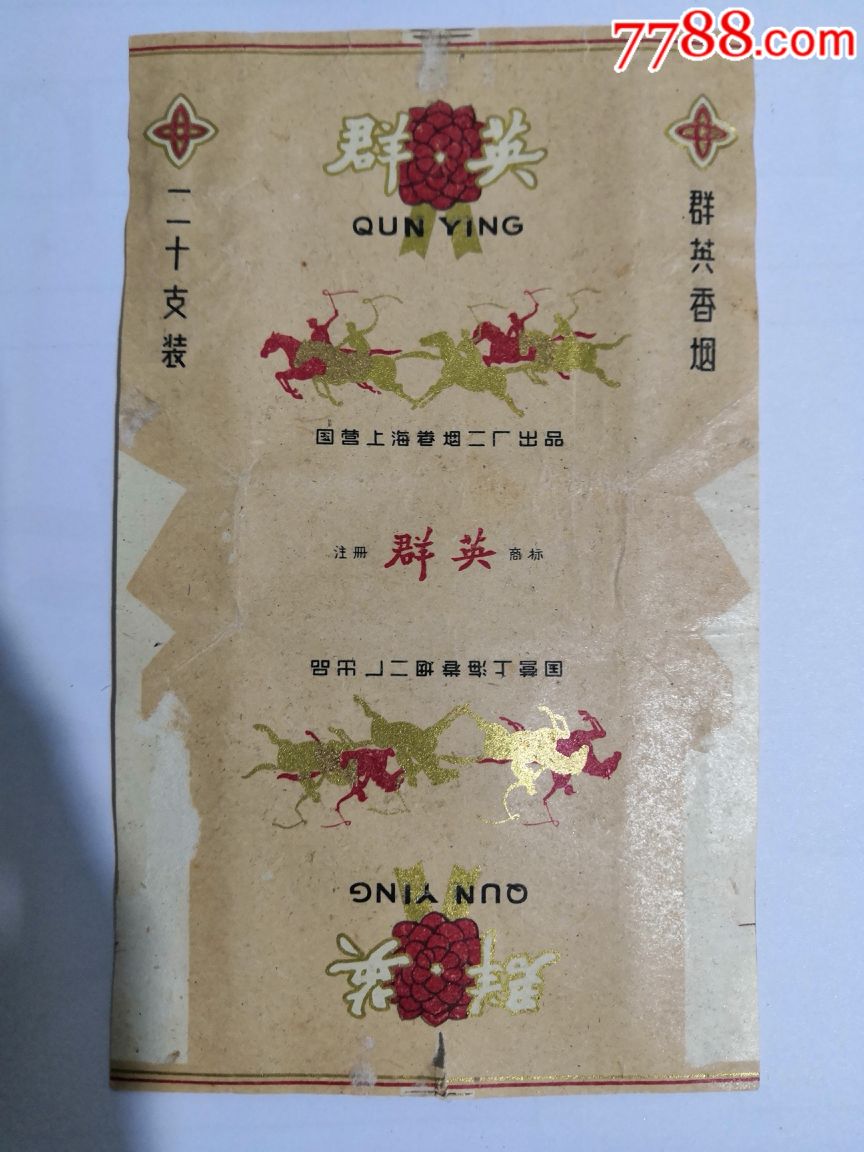 7788.com
群英
QUN YING
二十支装
群英香烟
国营上海卷烟二厂出品
注册 群英 商标
国营上海卷烟二厂出品
QUN YING
群英